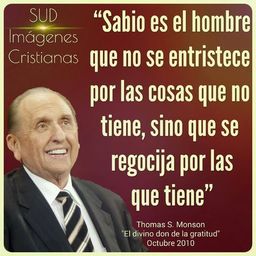 SUD
Imágenes
Cristianas
“Sabio es el hombre
que no se entristece
por las cosas que no
tiene, sino que se
regocija por las
que tiene”
Thomas S. Monson
"El divino don de la gratitud"
Octubre 2010